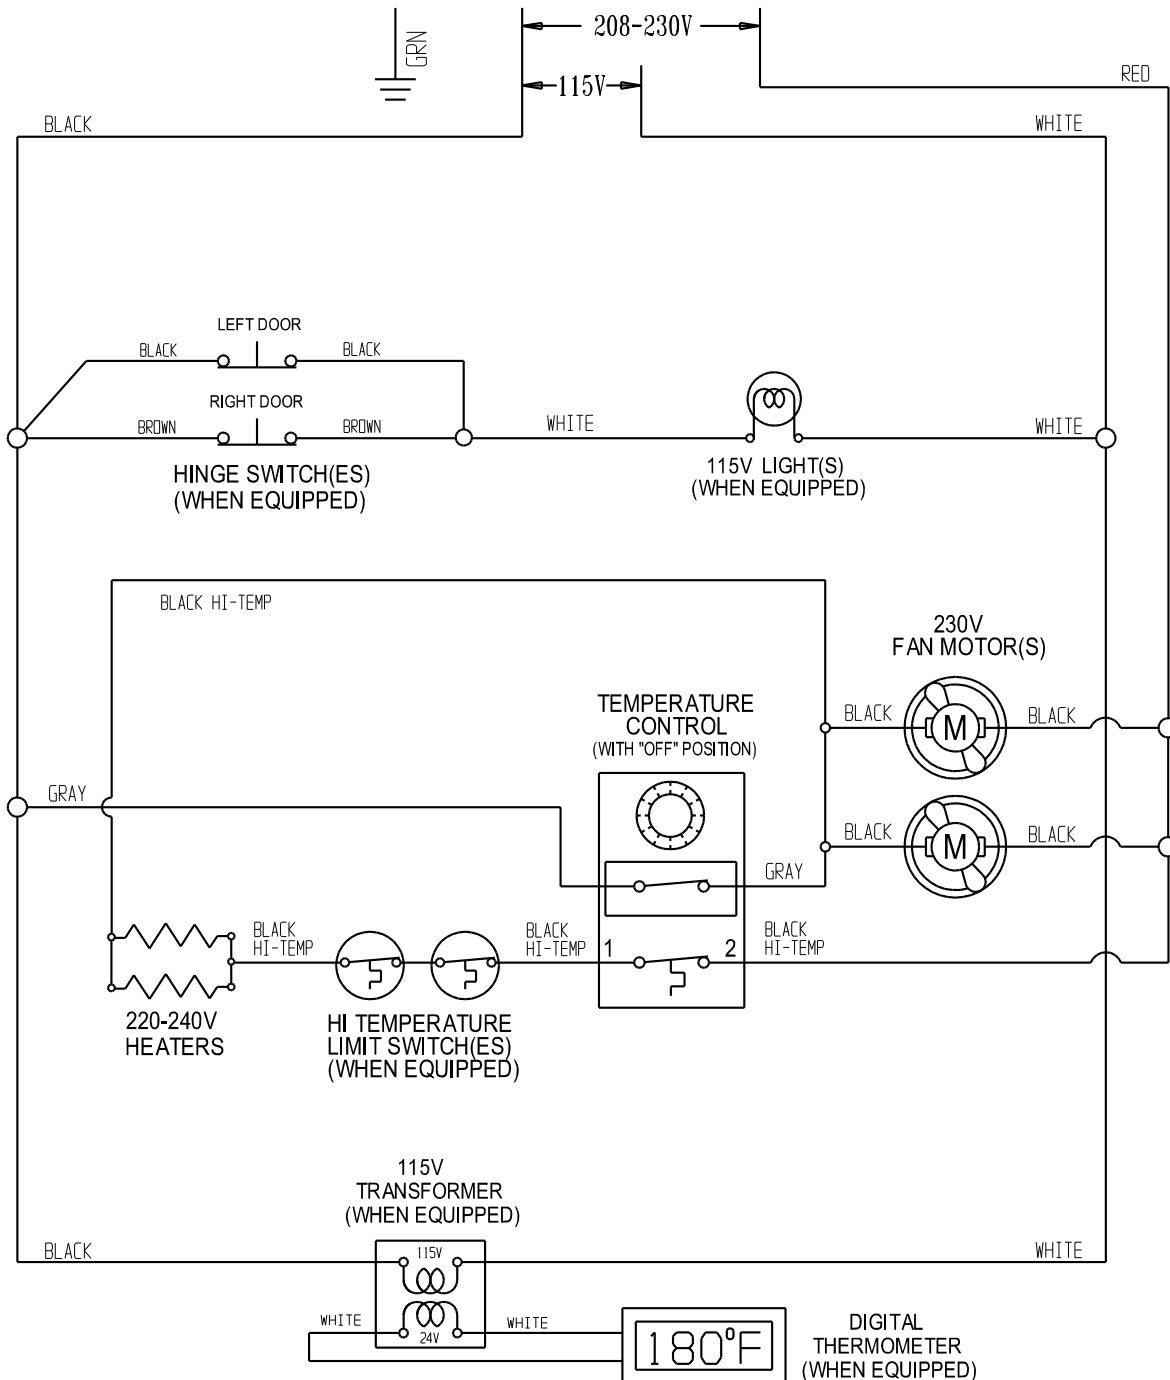 208-230V
GRN
115V
RED
BLACK
WHITE
LEFT DOOR
BLACK
BLACK
RIGHT DOOR
BROWN
BROWN
WHITE
WHITE
HINGE SWITCH(ES)
(WHEN EQUIPPED)
115V LIGHT(S)
(WHEN EQUIPPED)
BLACK HI-TEMP
230V
FAN MOTOR(S)
TEMPERATURE
CONTROL
(WITH "OFF" POSITION)
BLACK
M
BLACK
GRAY
BLACK
M
BLACK
GRAY
BLACK
HI-TEMP
BLACK
HI-TEMP
1
2
BLACK
HI-TEMP
220-240V
HEATERS
HI TEMPERATURE
LIMIT SWITCH(ES)
(WHEN EQUIPPED)
115V
TRANSFORMER
(WHEN EQUIPPED)
BLACK
115V
WHITE
WHITE
24V
WHITE
180°F
DIGITAL
THERMOMETER
(WHEN EQUIPPED)